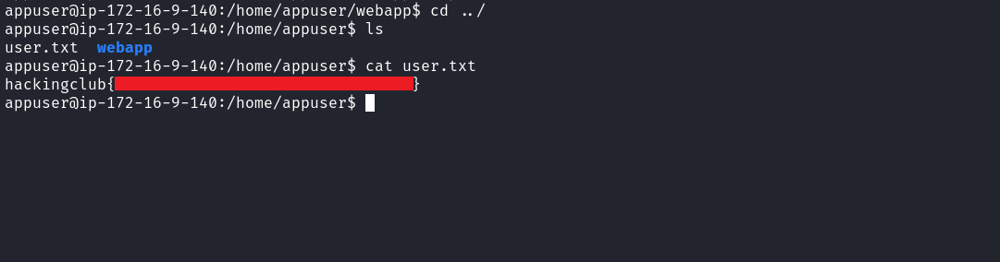 appuser@ip-172-16-9-140:/home/appuser/webapp$ cd ../
appuser@ip-172-16-9-140:/home/appuser$ ls
user.txt  webapp
appuser@ip-172-16-9-140:/home/appuser$ cat user.txt
hackingclub{}
appuser@ip-172-16-9-140:/home/appuser$